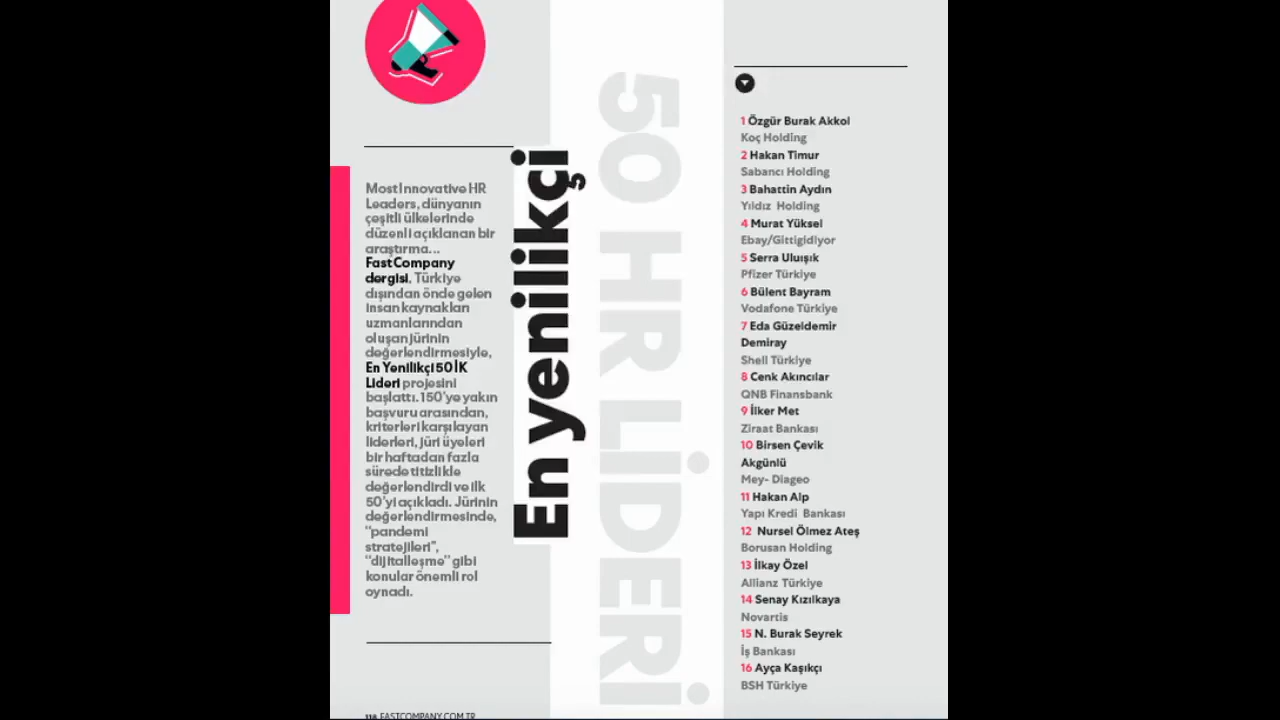 Most Innovative HR
Leaders, dünyanın
çeşitli ülkelerinde
düzenli açıklanan bir
araştırma...
Fast Company
dergisi, Türkiye
dışından önde gelen
insan kaynakları
uzmanlarından
oluşan jürinin
değerlendirmesiyle,
En Yenilikçi 50 İK
Lideri projesini
başlattı. 150'ye yakın
başvuru arasından,
kriterleri karşılayan
liderleri, jüri üyeleri
bir haftadan fazla
sürede titizlikle
değerlendirdi ve ilk
50'yi açıkladı. Jürinin
değerlendirmesinde,
"pandemi
stratejileri",
"dijitalleşme" gibi
konular önemli rol
oynadı.
En yenilikçi
50 HR LİDERİ
1 Özgür Burak Akkol
Koç Holding
2 Hakan Timur
Sabancı Holding
3 Bahattin Aydın
Yıldız Holding
4 Murat Yüksel
Ebay/Gittigidiyor
5 Serra Uluışık
Pfizer Türkiye
6 Bülent Bayram
Vodafone Türkiye
7 Eda Güzeldemir
Demiray
Shell Türkiye
8 Cenk Akıncılar
QNB Finansbank
9 İlker Met
Ziraat Bankası
10 Birsen Çevik
Akgünlü
Mey- Diageo
11 Hakan Alp
Yapı Kredi Bankası
12 Nursel Ölmez Ateş
Borusan Holding
13 İlkay Özel
Allianz Türkiye
14 Senay Kızılkaya
Novartis
15 N. Burak Seyrek
İş Bankası
16 Ayça Kaşıkçı
BSH Türkiye
118 FASTCOMPANY.COM.TR